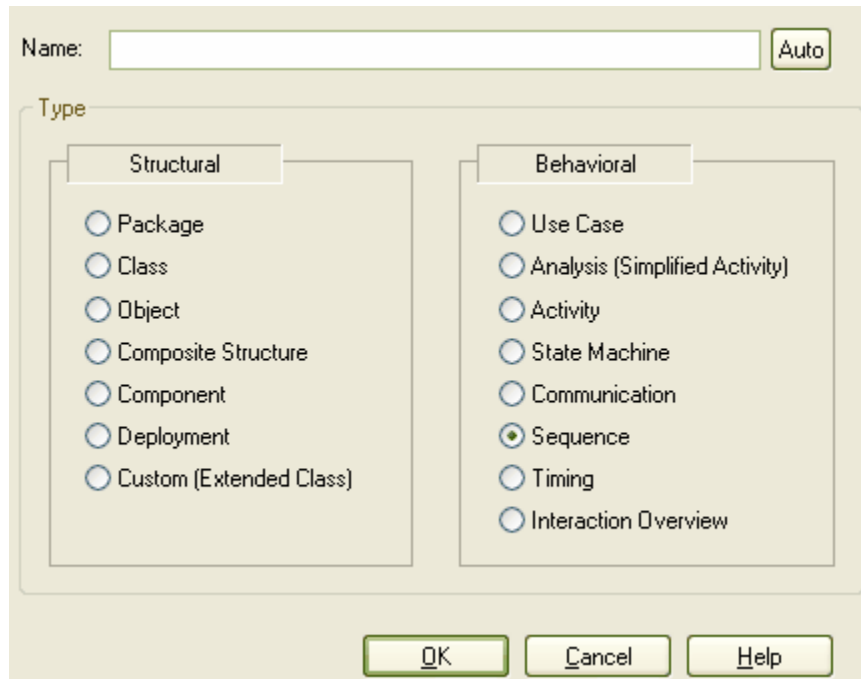 Name:
Auto
Type
Structural
Package
Class
Object
Composite Structure
Component
Deployment
Custom (Extended Class)
Behavioral
Use Case
Analysis (Simplified Activity)
Activity
State Machine
Communication
Sequence
Timing
Interaction Overview
OK
Cancel
Help